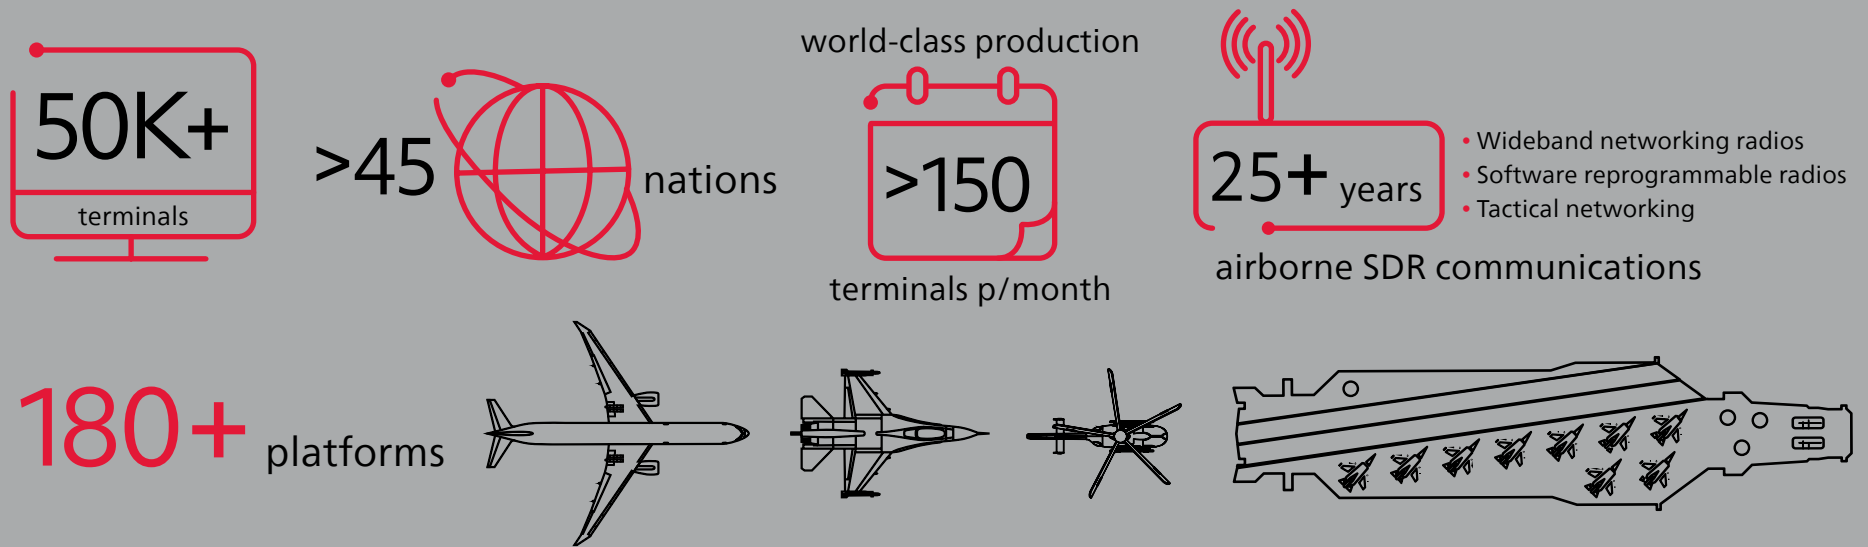 50K+
terminals
>45
nations
world-class production
>150
terminals p/month
25+ years
• Wideband networking radios
• Software reprogrammable radios
• Tactical networking
airborne SDR communications
180+ platforms